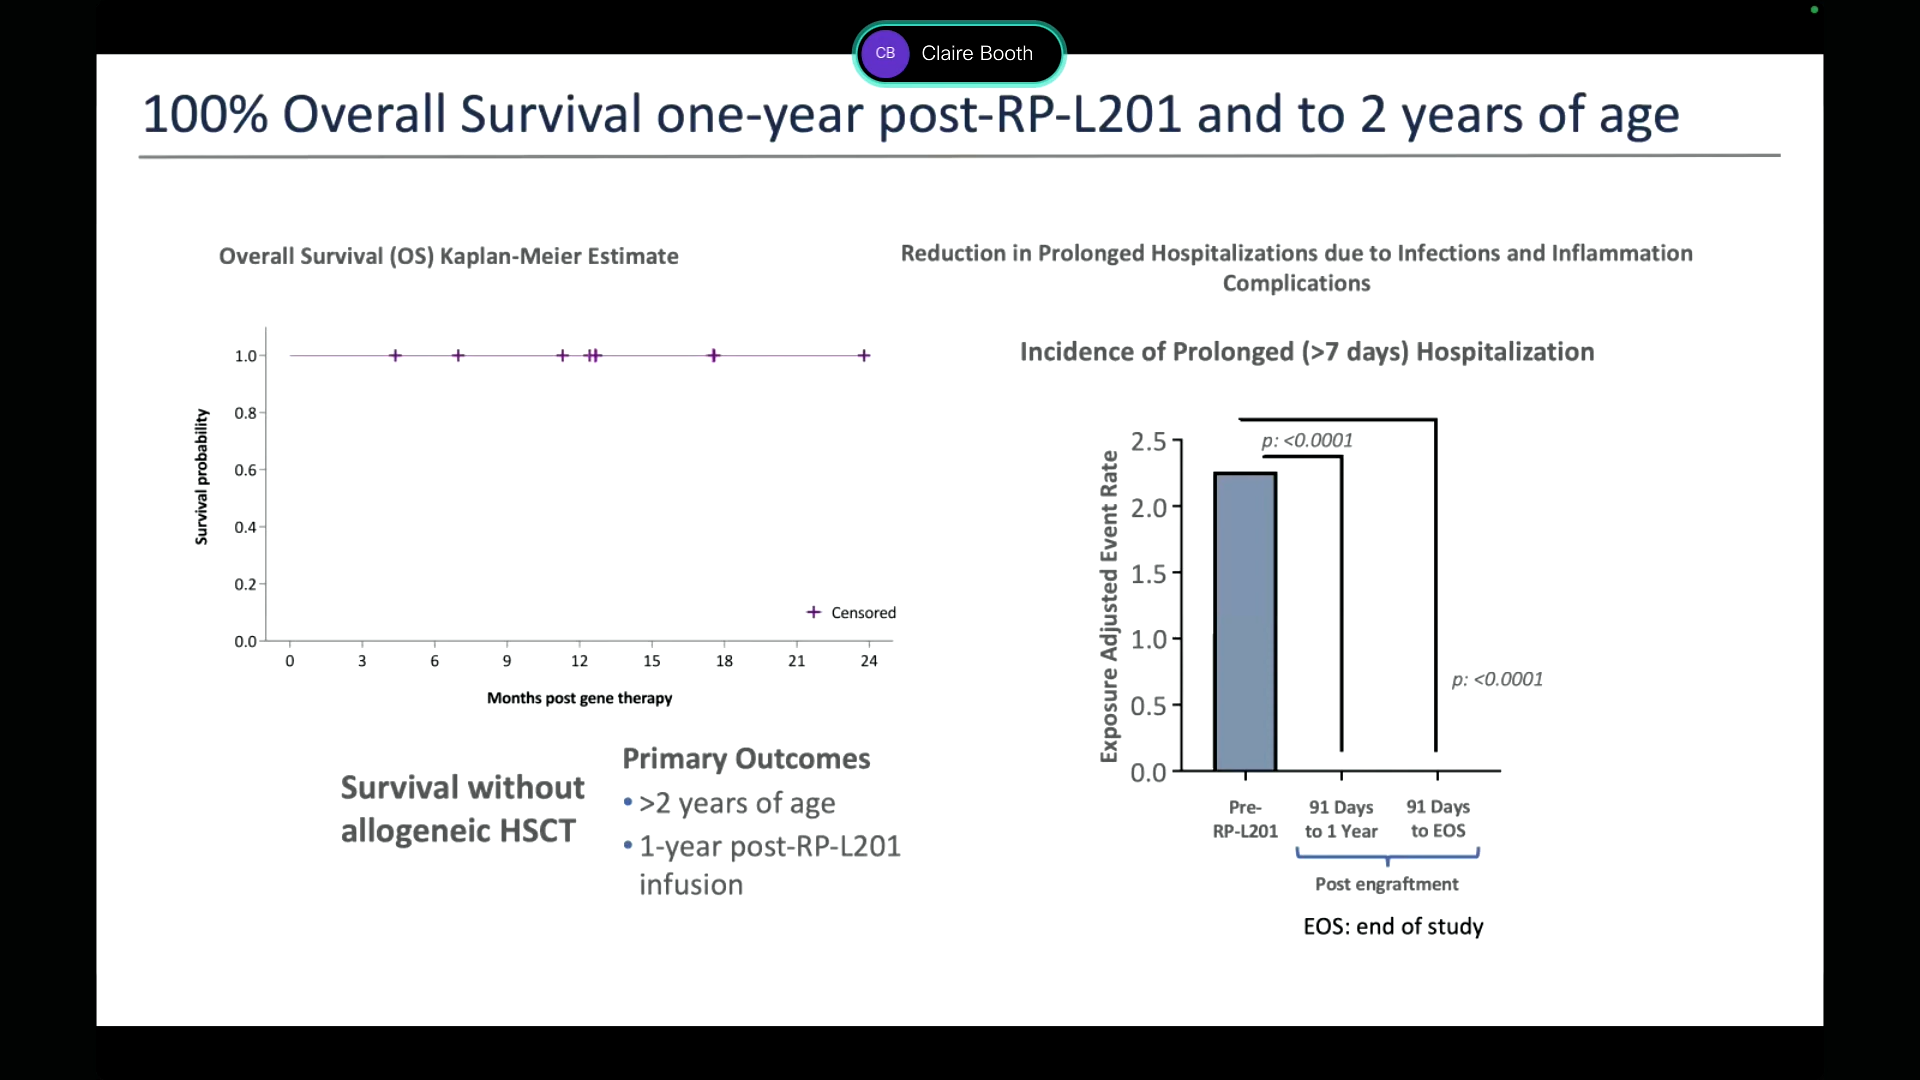 CB Claire Booth
100% Overall Survival one-year post-RP-L201 and to 2 years of age
Overall Survival (OS) Kaplan-Meier Estimate
Survival probability
1.0
0.8
0.6
0.4
0.2
0.0
+ Censored
0 3 6 9 12 15 18 21 24
Months post gene therapy
Survival without
allogeneic HSCT
Primary Outcomes
• >2 years of age
• 1-year post-RP-L201
infusion
Reduction in Prolonged Hospitalizations due to Infections and Inflammation
Complications
Incidence of Prolonged (>7 days) Hospitalization
Exposure Adjusted Event Rate
2.5
2.0
1.5
1.0
0.5
0.0
p: <0.0001
p: <0.0001
Pre-
RP-L201
91 Days
to 1 Year
91 Days
to EOS
Post engraftment
EOS: end of study